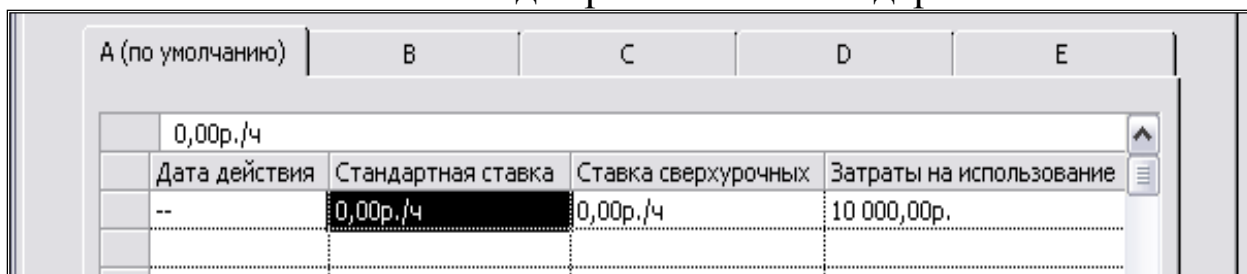 А (по умолчанию) B C D E
0,00р./ч
Дата действия Стандартная ставка Ставка сверхурочных Затраты на использование
-- 0,00р./ч 0,00р./ч 10 000,00р.